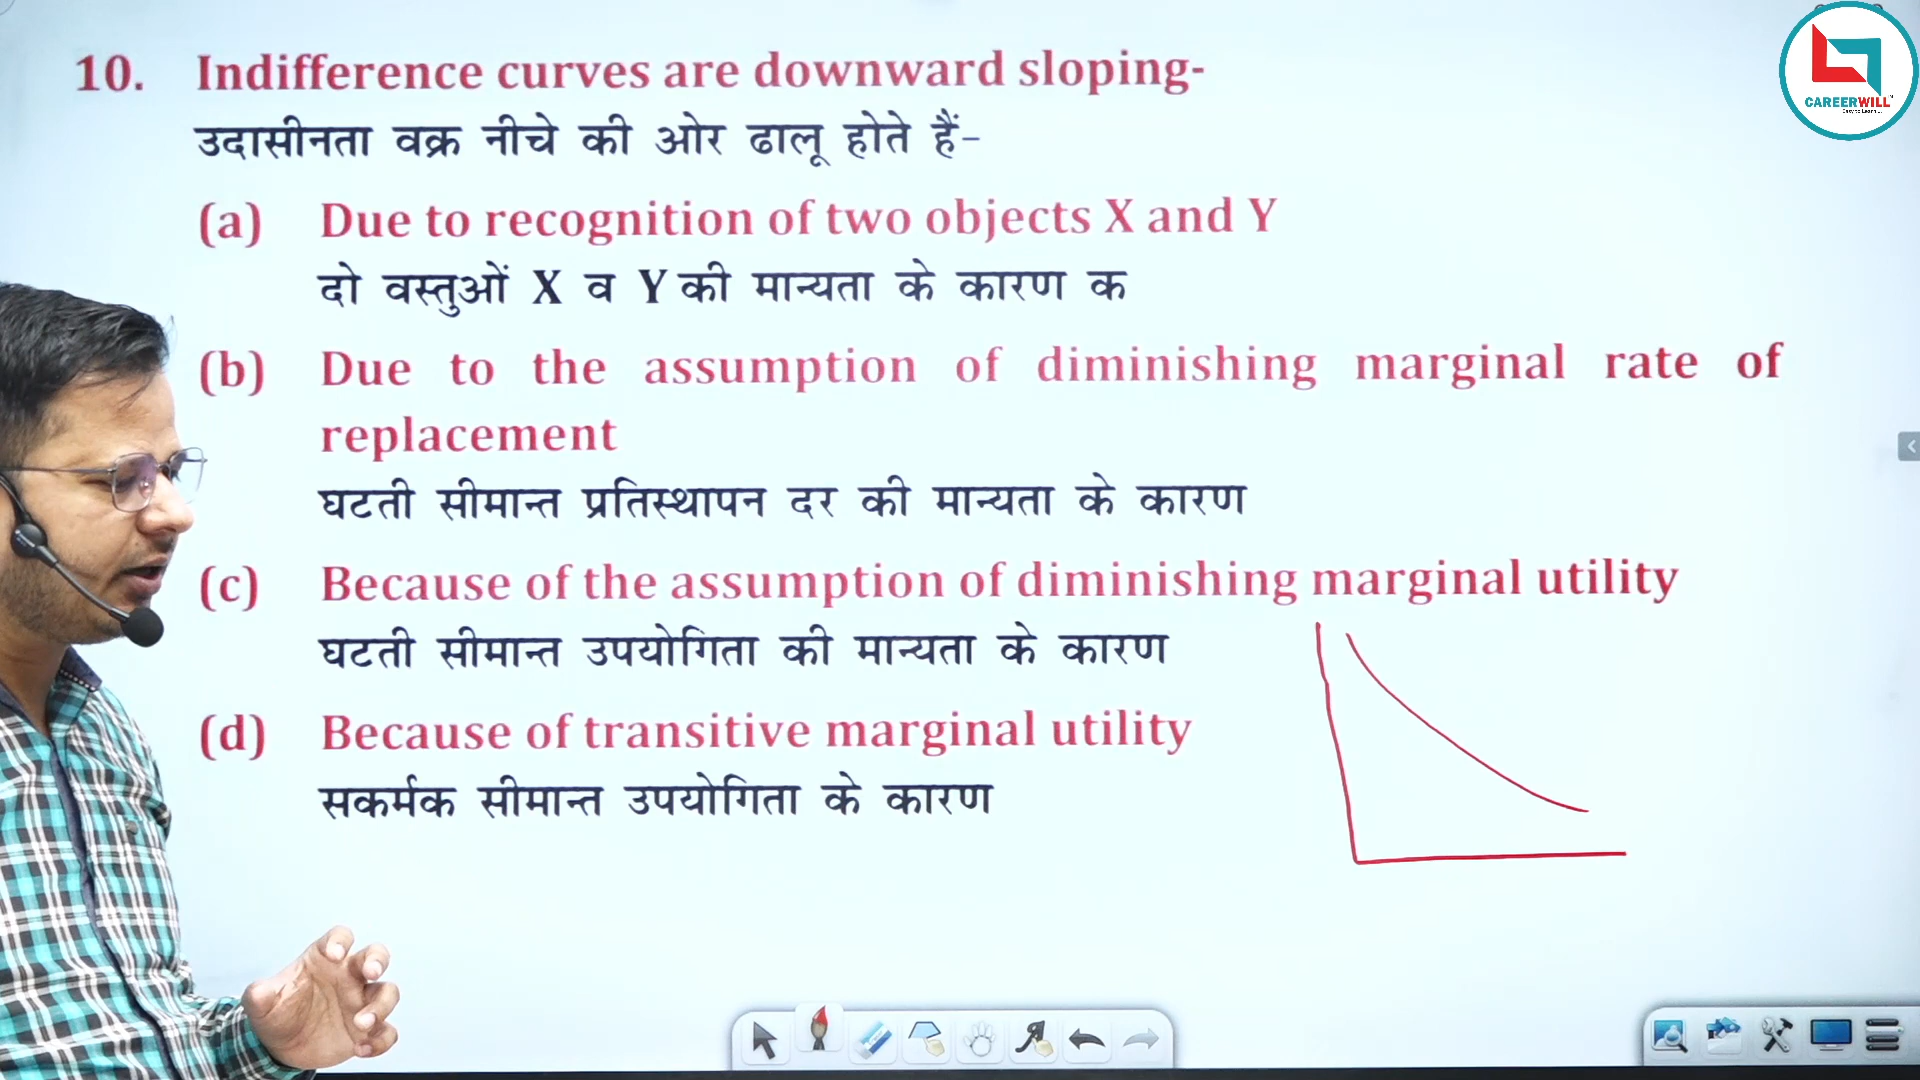 CAREERWILL
10. Indifference curves are downward sloping-
उदासीनता वक्र नीचे की ओर ढालू होते हैं-
(a) Due to recognition of two objects X and Y
दो वस्तुओं X व Y की मान्यता के कारण क
(b) Due to the assumption of diminishing marginal rate of
replacement
घटती सीमान्त प्रतिस्थापन दर की मान्यता के कारण
(c) Because of the assumption of diminishing marginal utility
घटती सीमान्त उपयोगिता की मान्यता के कारण
(d) Because of transitive marginal utility
सकर्मक सीमान्त उपयोगिता के कारण